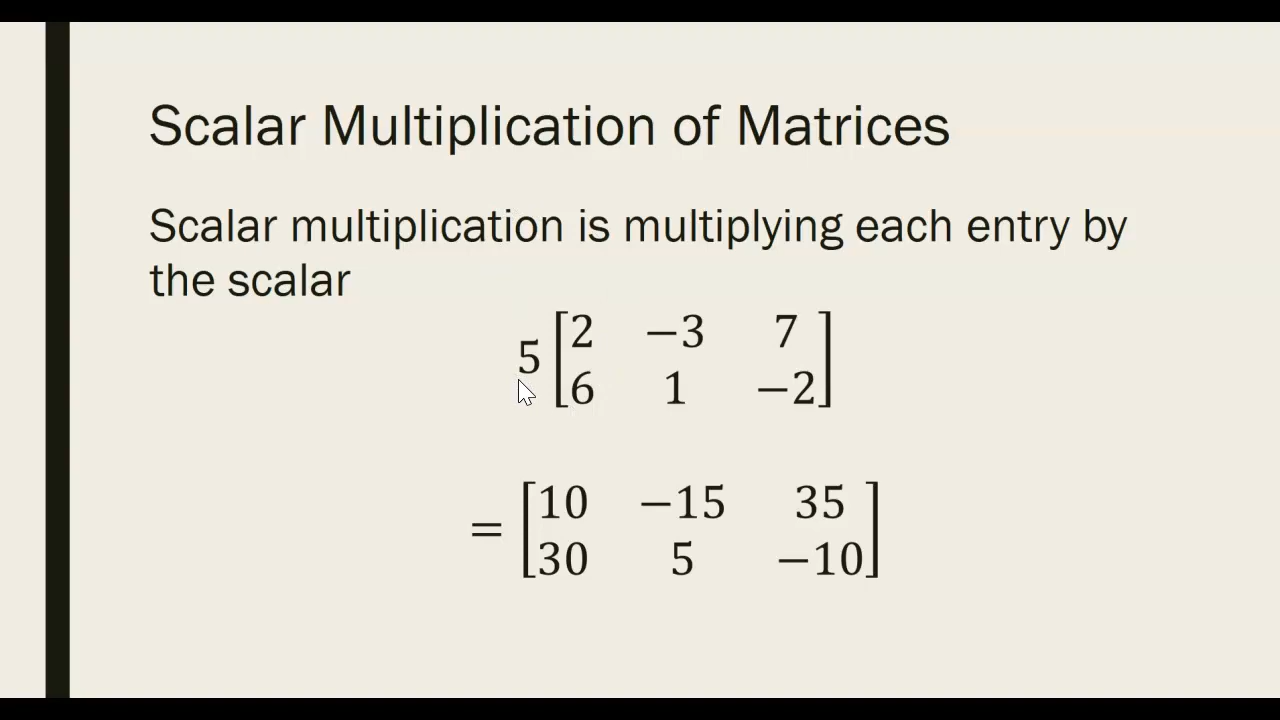 Scalar Multiplication of Matrices
Scalar multiplication is multiplying each entry by
the scalar
5 [2 −3 7
6 1 −2]
= [10 −15 35
30 5 −10]